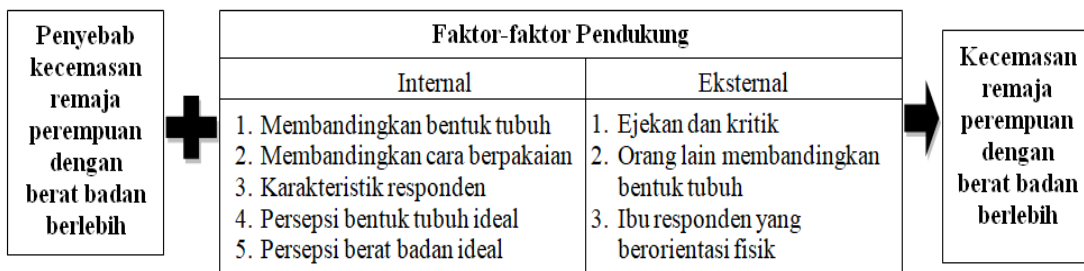 Penyebab
kecemasan
remaja
perempuan
dengan
berat badan
berlebih
Faktor-faktor Pendukung
Internal
1. Membandingkan bentuk tubuh
2. Membandingkan cara berpakaian
3. Karakteristik responden
4. Persepsi bentuk tubuh ideal
5. Persepsi berat badan ideal
Eksternal
1. Ejekan dan kritik
2. Orang lain membandingkan
bentuk tubuh
3. Ibu responden yang
berorientasi fisik
Kecemasan
remaja
perempuan
dengan
berat badan
berlebih